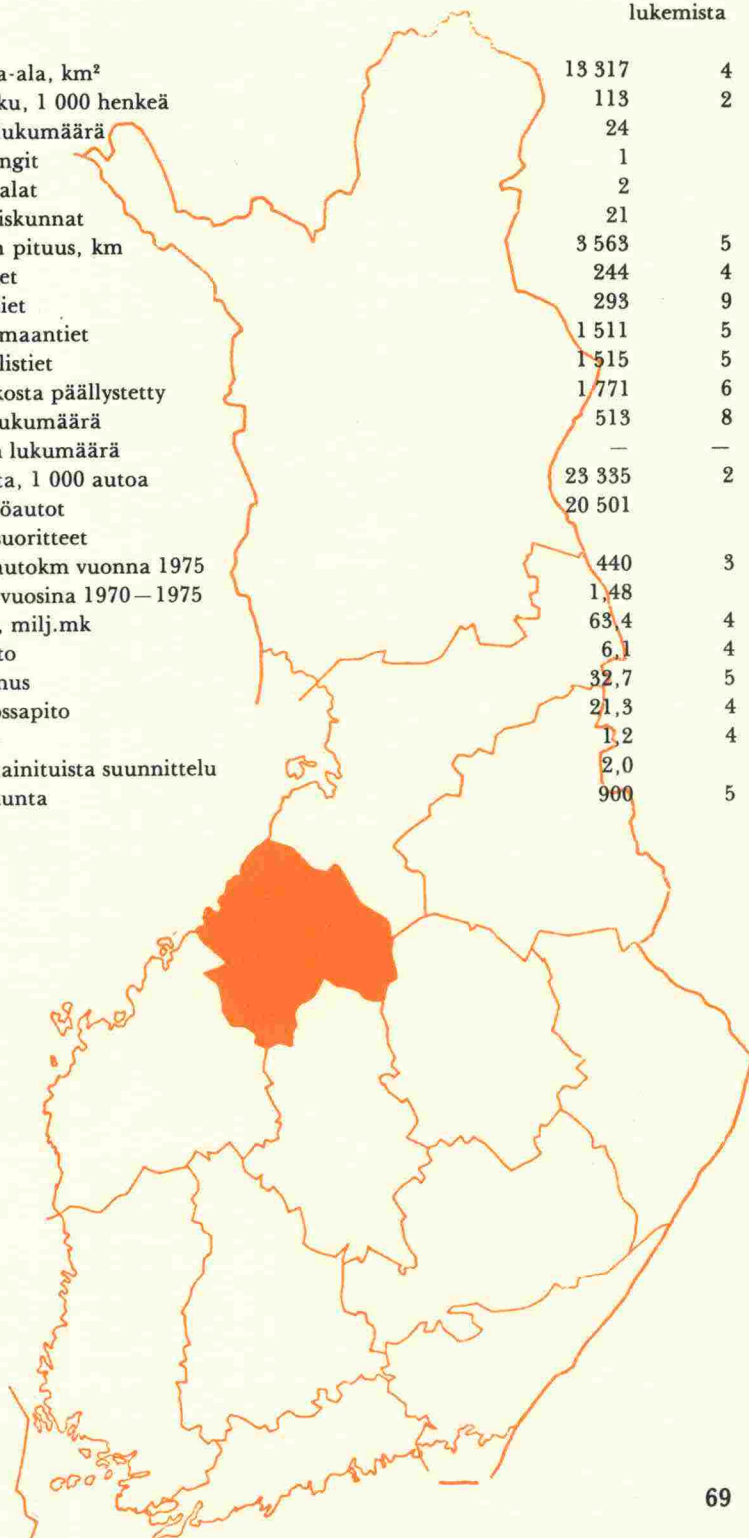 lukemista
a-ala, km² 13 317 4
ku, 1 000 henkeä 113 2
lukumäärä 24
ngit 1
alat 2
iskunnat 21
n pituus, km 3 563 5
et 244 4
iet 293 9
maantiet 1 511 5
listiet 1 515 5
kosta päällystetty 1 771 6
ukumäärä 513 8
n lukumäärä — —
ta, 1 000 autoa 23 335 2
öautot 20 501
suoritteet
autokm vuonna 1975 440 3
vuosina 1970–1975 1,48
, milj.mk 63,4 4
to 6,1 4
nus 32,7 5
ossapito 21,3 4
1,2 4
ainituista suunnittelu 2,0
unta 900 5
69